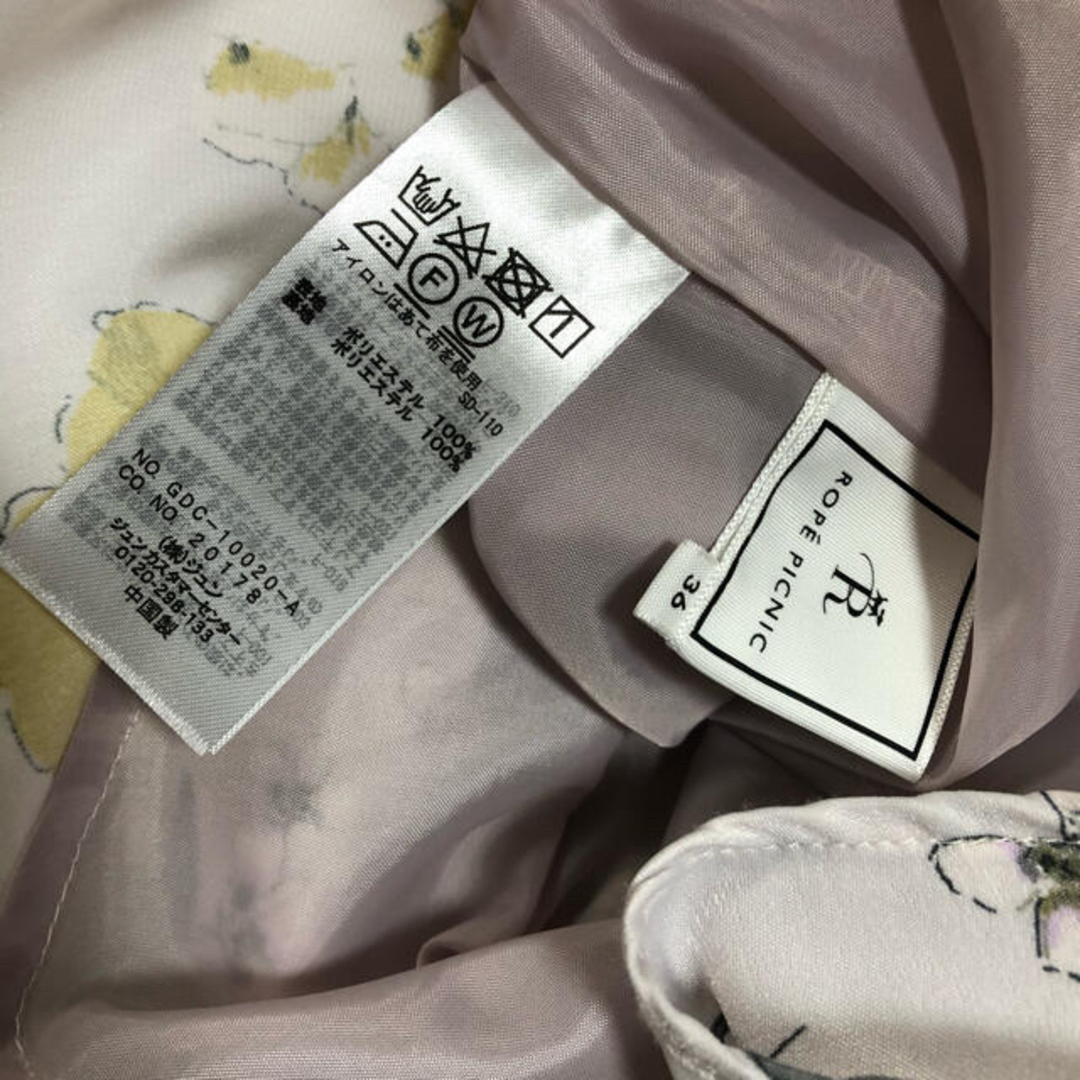 F
W
アイロンはあて布を使用
SD-110
表地 ポリエステル 100%
裏地 ポリエステル 100%
NO. GDC-10020-A
CO. NO. 20178
(株)ジュン
ジュンカスタマーセンター
0120-298-133
中国製
36
ROPÉ PICNIC
R